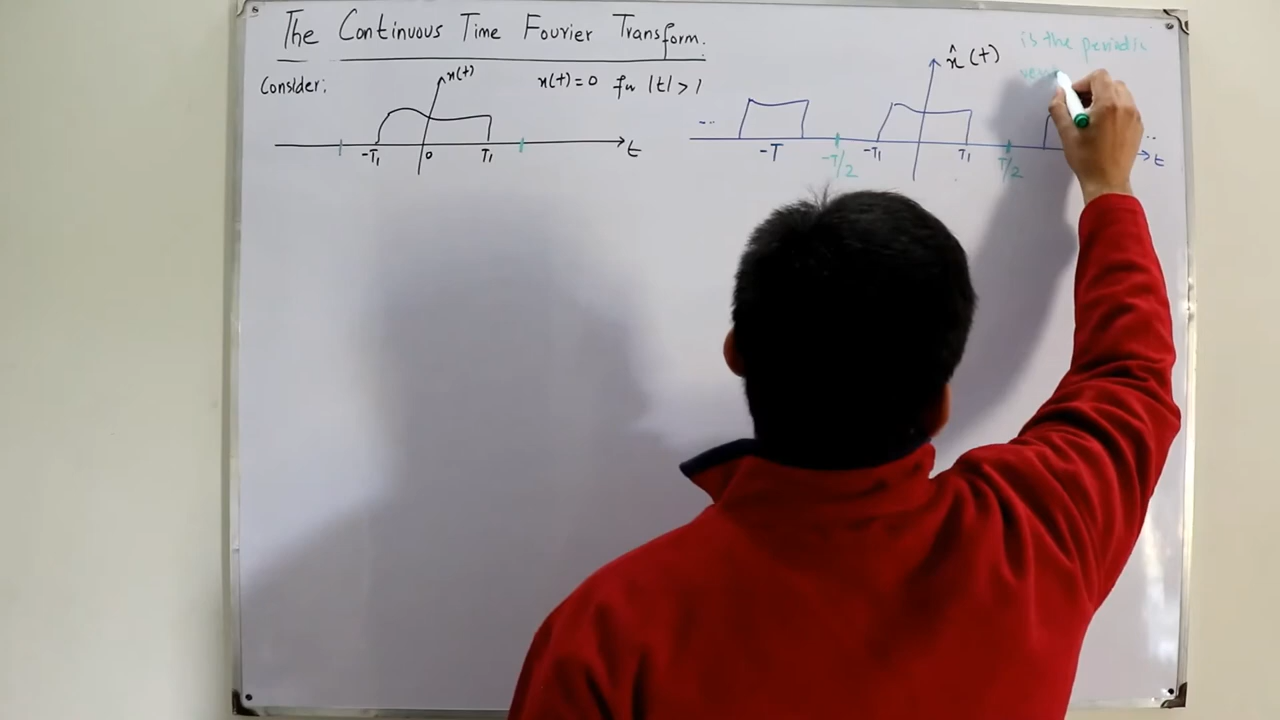 The Continuous Time Fourier Transform.
Consider:
x(t)
x(t)=0 for |t| > 1
-T₁ 0 T₁ t
x̂(t)
is the periodic
... -T -T/2 -T₁ T₁ T/2 ... t